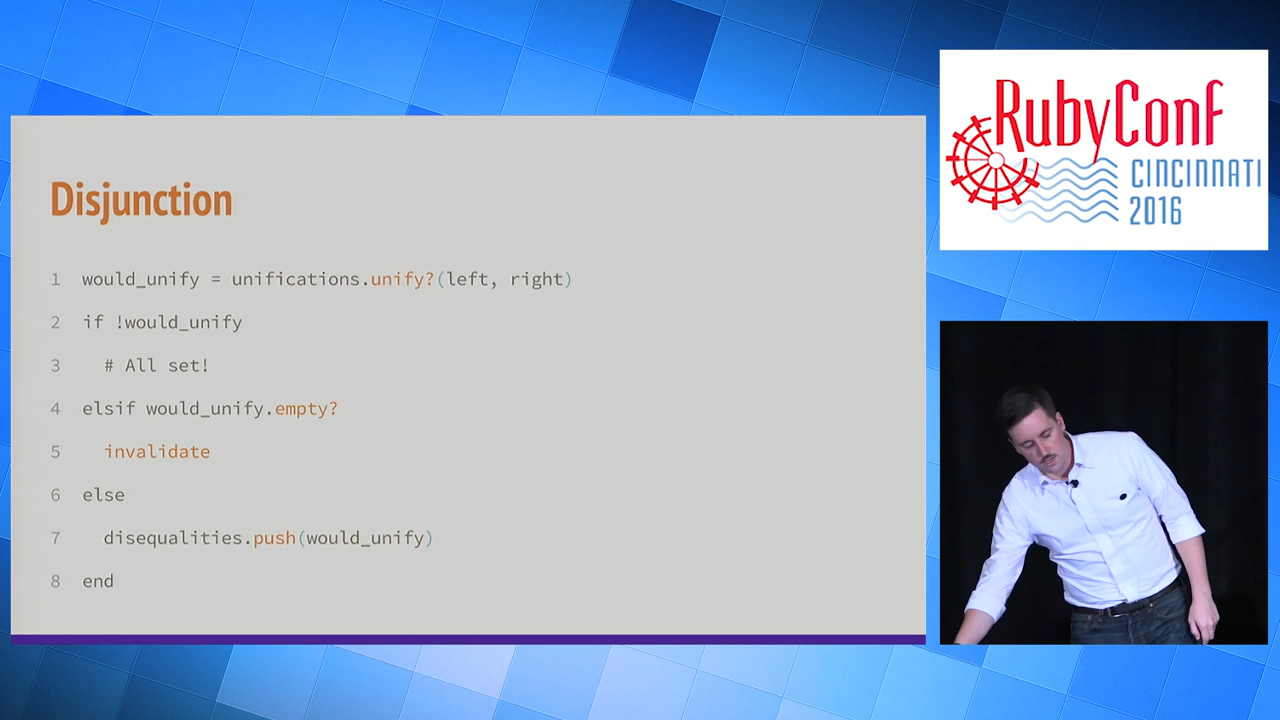 Disjunction
1 would_unify = unifications.unify?(left, right)
2 if !would_unify
3 # All set!
4 elsif would_unify.empty?
5 invalidate
6 else
7 disequalities.push(would_unify)
8 end
RubyConf
CINCINNATI
2016